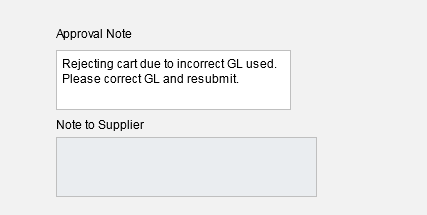 Approval Note
Rejecting cart due to incorrect GL used.
Please correct GL and resubmit.
Note to Supplier